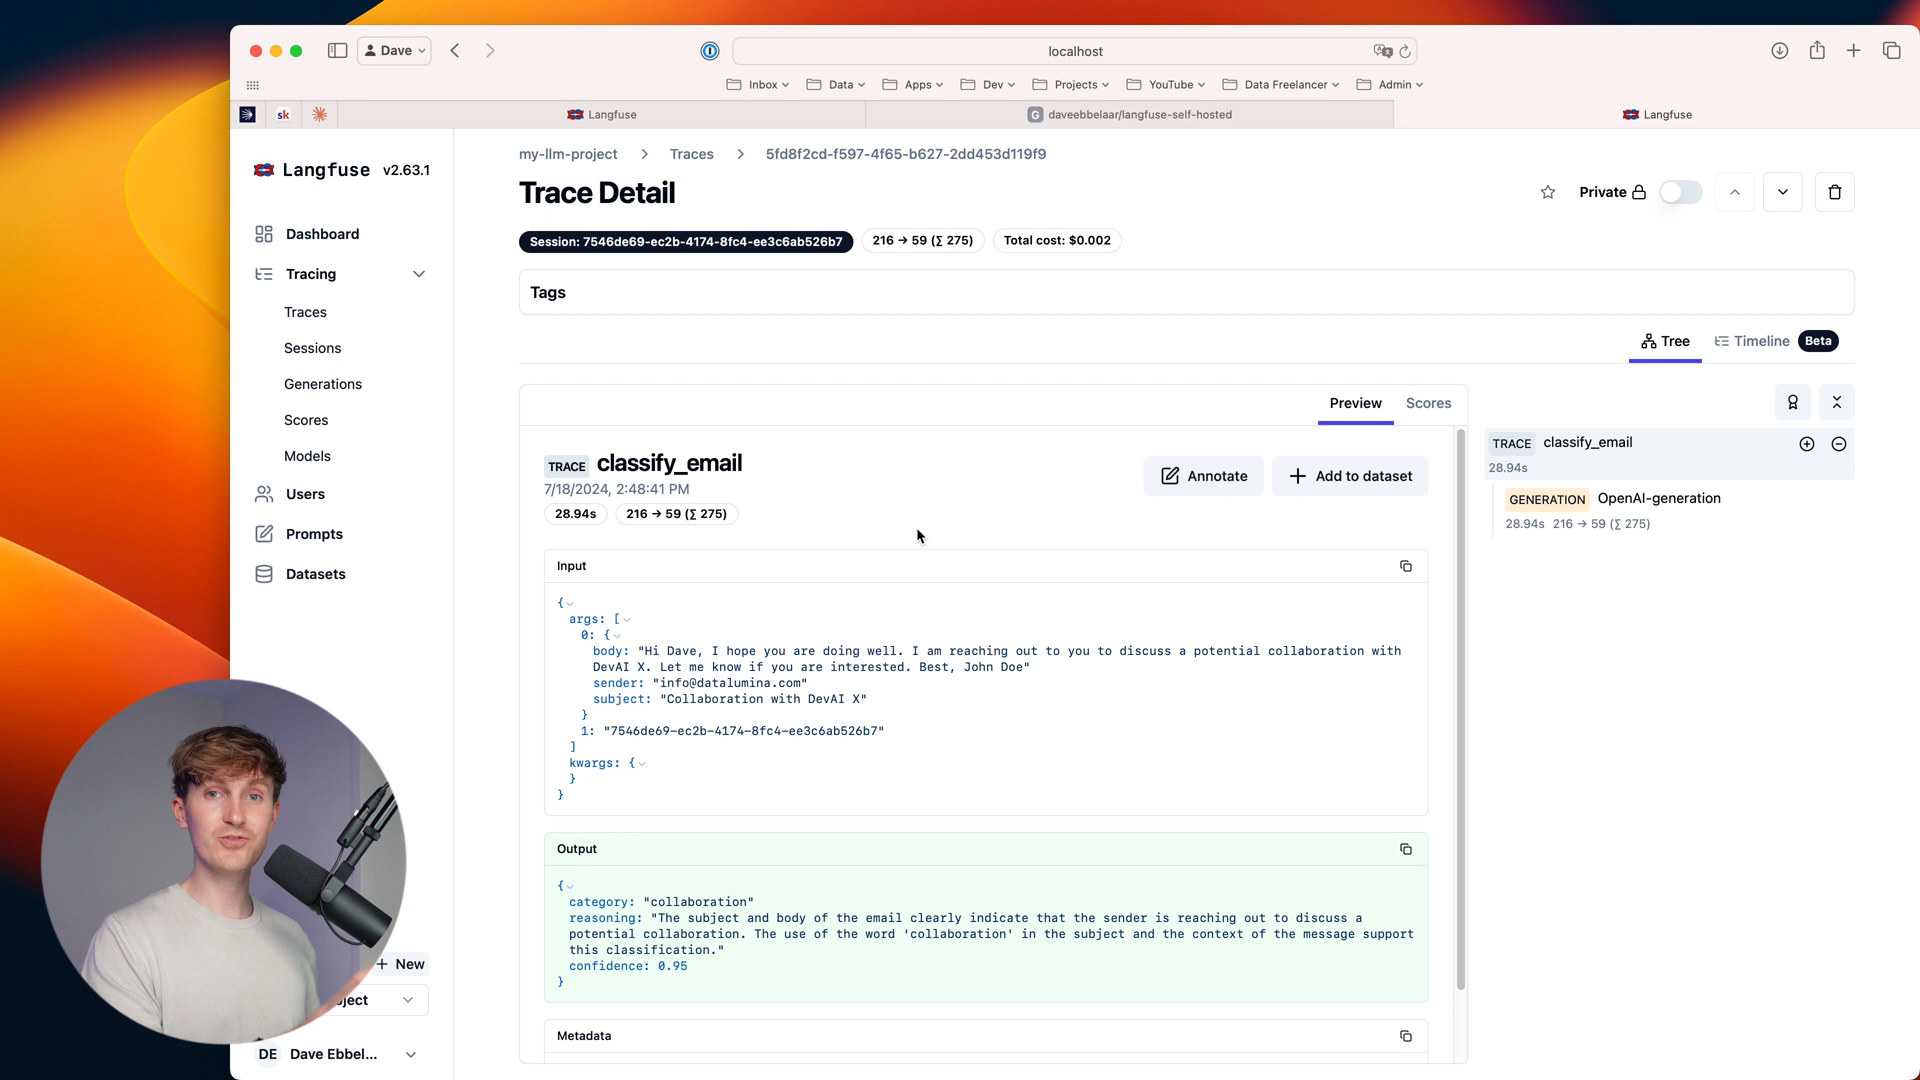 Dave
localhost
Inbox
Data
Apps
Dev
Projects
YouTube
Data Freelancer
Admin
sk
Langfuse
G daveebbelaar/langfuse-self-hosted
Langfuse
Langfuse v2.63.1
Dashboard
Tracing
Traces
Sessions
Generations
Scores
Models
Users
Prompts
Datasets
+ New
ject
DE Dave Ebbel...
my-llm-project > Traces > 5fd8f2cd-f597-4f65-b627-2dd453d119f9
Trace Detail
Private
Session: 7546de69-ec2b-4174-8fc4-ee3c6ab526b7
216 → 59 (∑ 275)
Total cost: $0.002
Tags
Tree
Timeline Beta
Preview
Scores
TRACE classify_email
7/18/2024, 2:48:41 PM
28.94s
216 → 59 (∑ 275)
Annotate
+ Add to dataset
Input
{
args: [
0: {
body: "Hi Dave, I hope you are doing well. I am reaching out to you to discuss a potential collaboration with
DevAI X. Let me know if you are interested. Best, John Doe"
sender: "info@datalumina.com"
subject: "Collaboration with DevAI X"
}
1: "7546de69-ec2b-4174-8fc4-ee3c6ab526b7"
]
kwargs: {
}
}
Output
{
category: "collaboration"
reasoning: "The subject and body of the email clearly indicate that the sender is reaching out to discuss a
potential collaboration. The use of the word 'collaboration' in the subject and the context of the message support
this classification."
confidence: 0.95
}
Metadata
TRACE classify_email
28.94s
GENERATION OpenAI-generation
28.94s 216 → 59 (∑ 275)